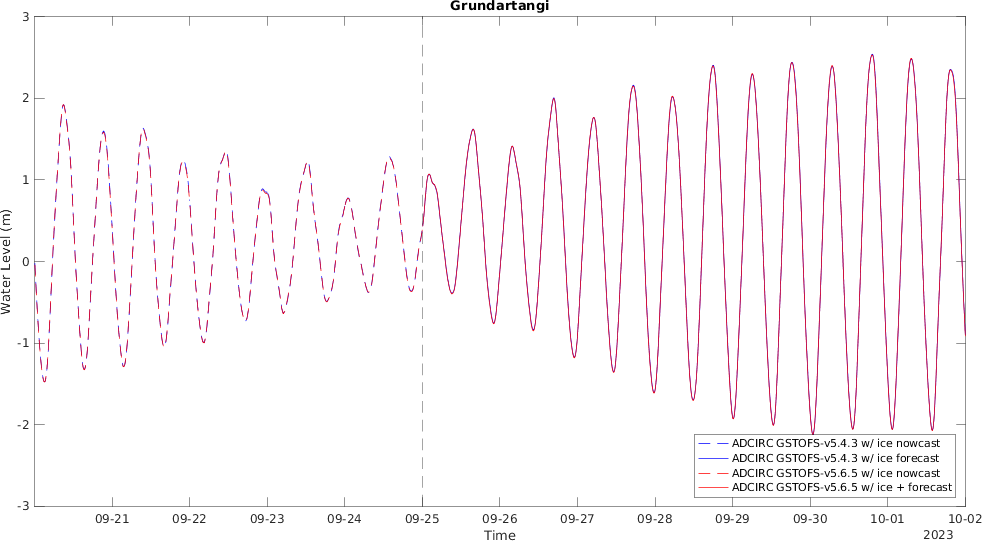 Grundartangi
3
2
1
0
-1
-2
-3
Water Level (m)
09-21
09-22
09-23
09-24
09-25
09-26
09-27
09-28
09-29
09-30
10-01
10-02
Time
2023
ADCIRC GSTOFS-v5.4.3 w/ ice nowcast
ADCIRC GSTOFS-v5.4.3 w/ ice forecast
ADCIRC GSTOFS-v5.6.5 w/ ice nowcast
ADCIRC GSTOFS-v5.6.5 w/ ice + forecast